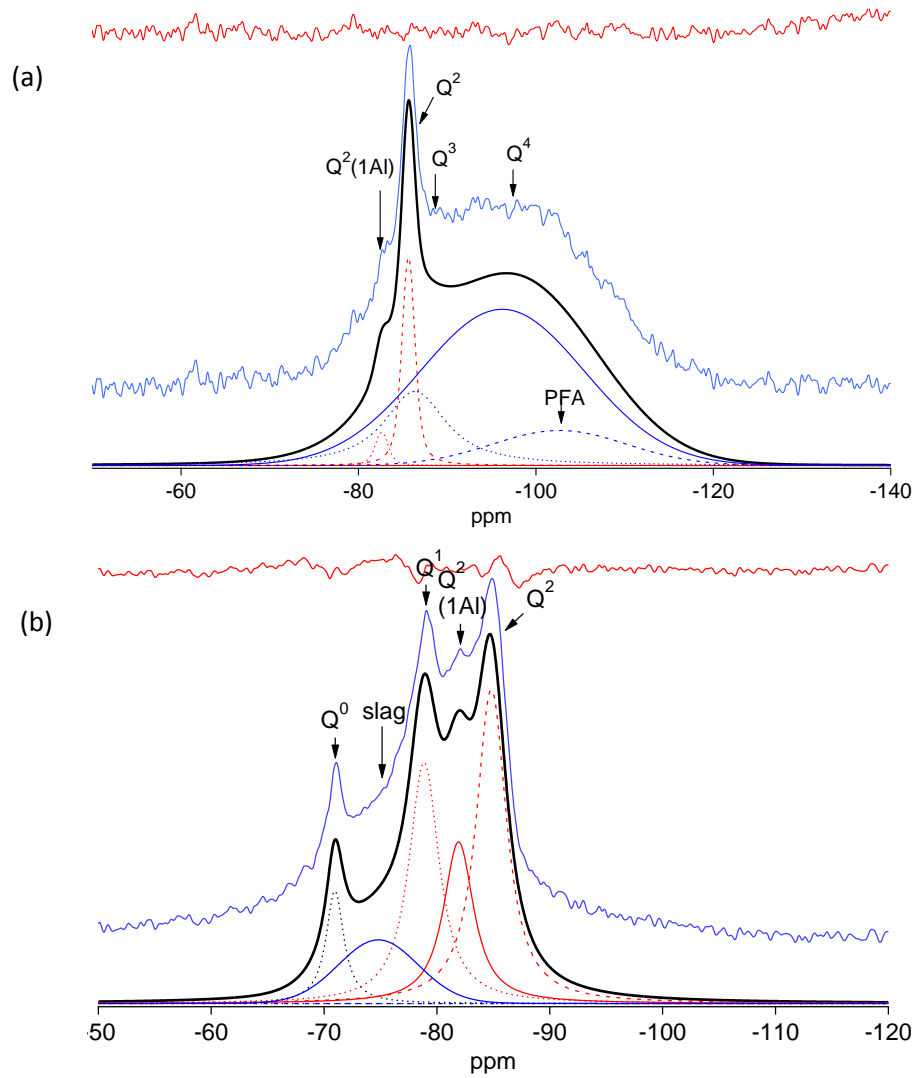 (a)
Q²
Q²(1Al)
Q³
Q⁴
PFA
-60 -80 -100 -120 -140
ppm
(b)
Q¹
Q²
(1Al)
Q²
Q⁰
slag
-50 -60 -70 -80 -90 -100 -110 -120
ppm